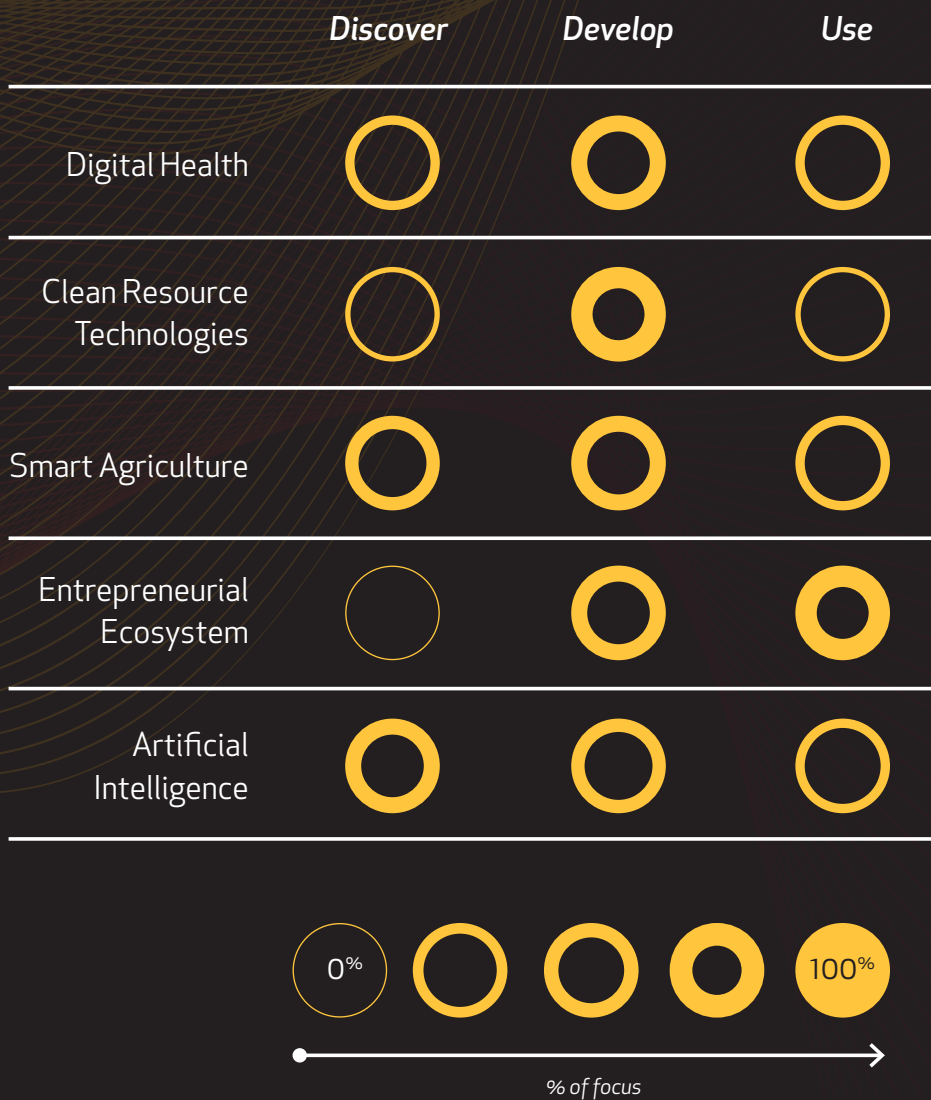 Discover
Develop
Use
Digital Health
Clean Resource
Technologies
Smart Agriculture
Entrepreneurial
Ecosystem
Artificial
Intelligence
0%
100%
% of focus